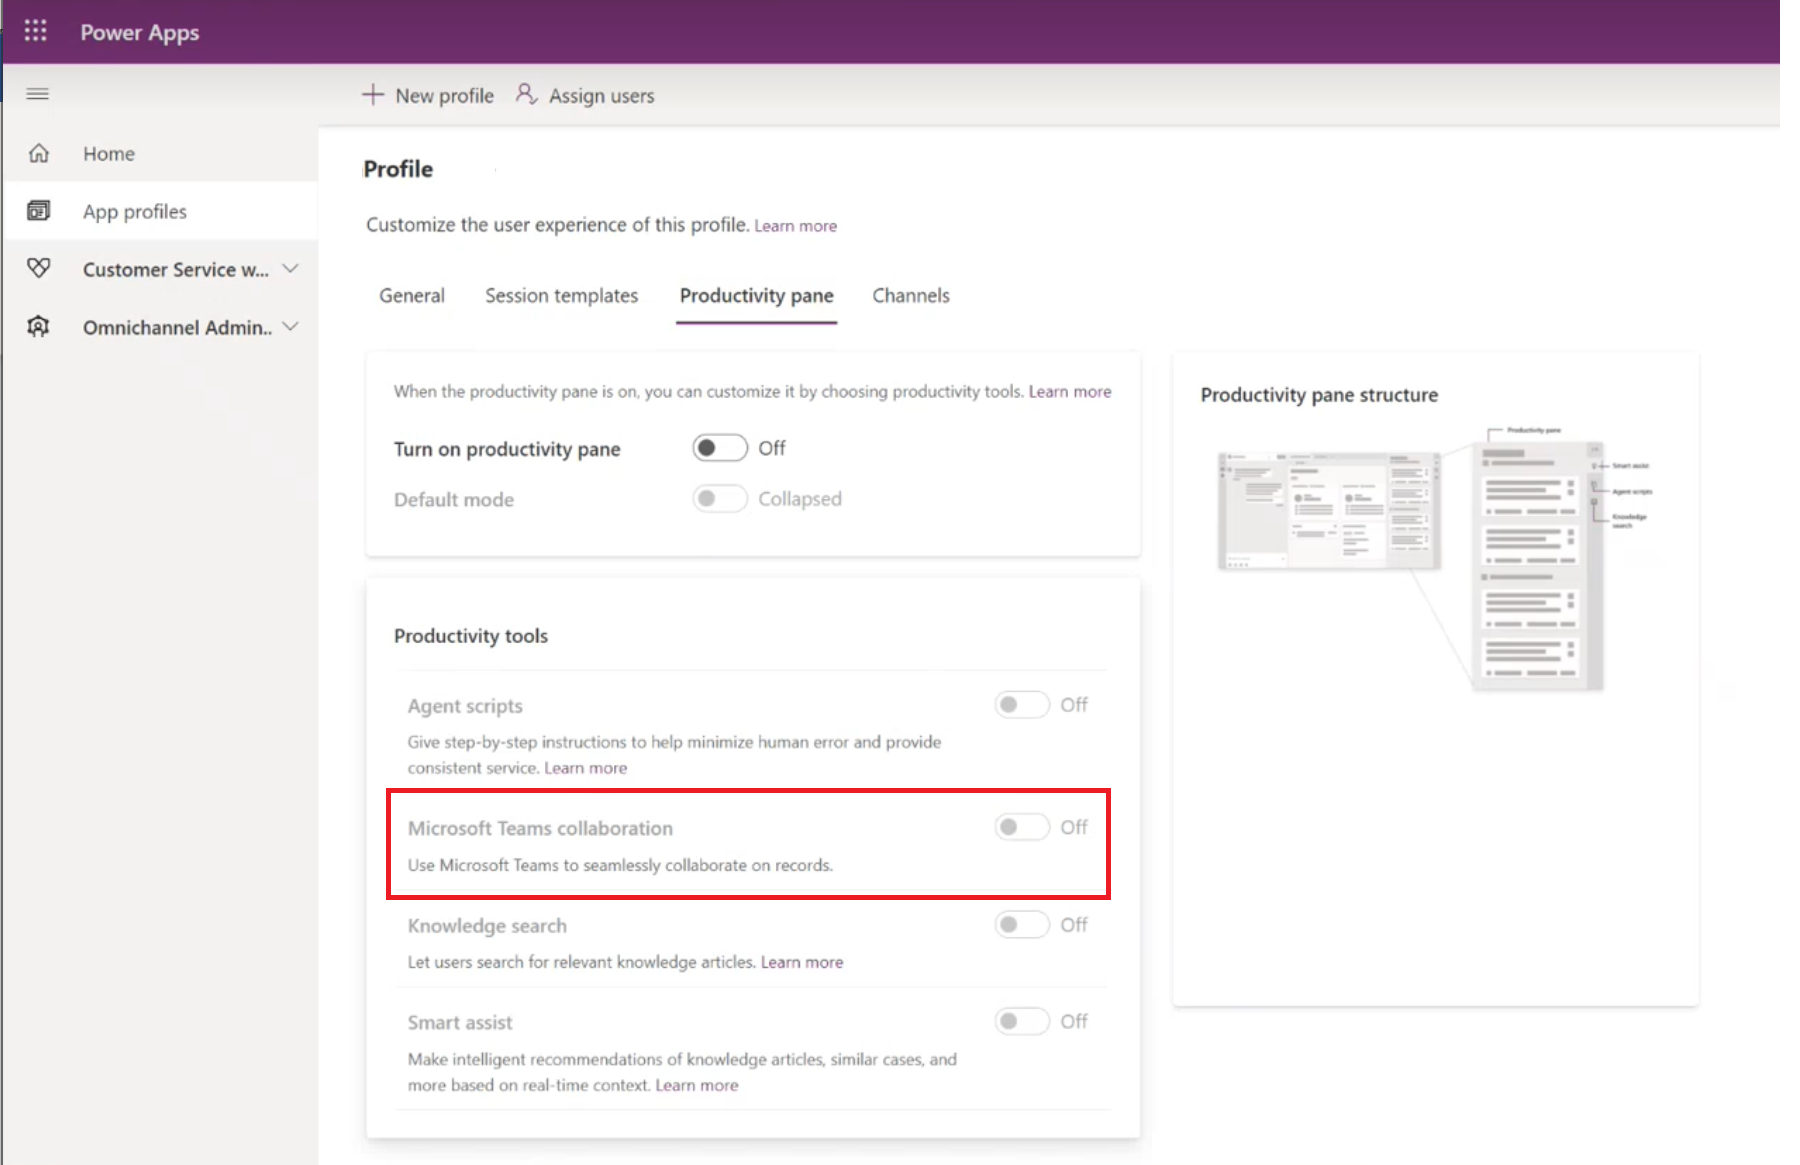 Power Apps
New profile
Assign users
Home
App profiles
Customer Service w...
Omnichannel Admin..
Profile
Customize the user experience of this profile. Learn more
General
Session templates
Productivity pane
Channels
When the productivity pane is on, you can customize it by choosing productivity tools. Learn more
Turn on productivity pane
Off
Default mode
Collapsed
Productivity tools
Agent scripts
Off
Give step-by-step instructions to help minimize human error and provide
consistent service. Learn more
Microsoft Teams collaboration
Off
Use Microsoft Teams to seamlessly collaborate on records.
Knowledge search
Off
Let users search for relevant knowledge articles. Learn more
Smart assist
Off
Make intelligent recommendations of knowledge articles, similar cases, and
more based on real-time context. Learn more
Productivity pane structure
Productivity pane
Smart assist
Agent scripts
Knowledge
search